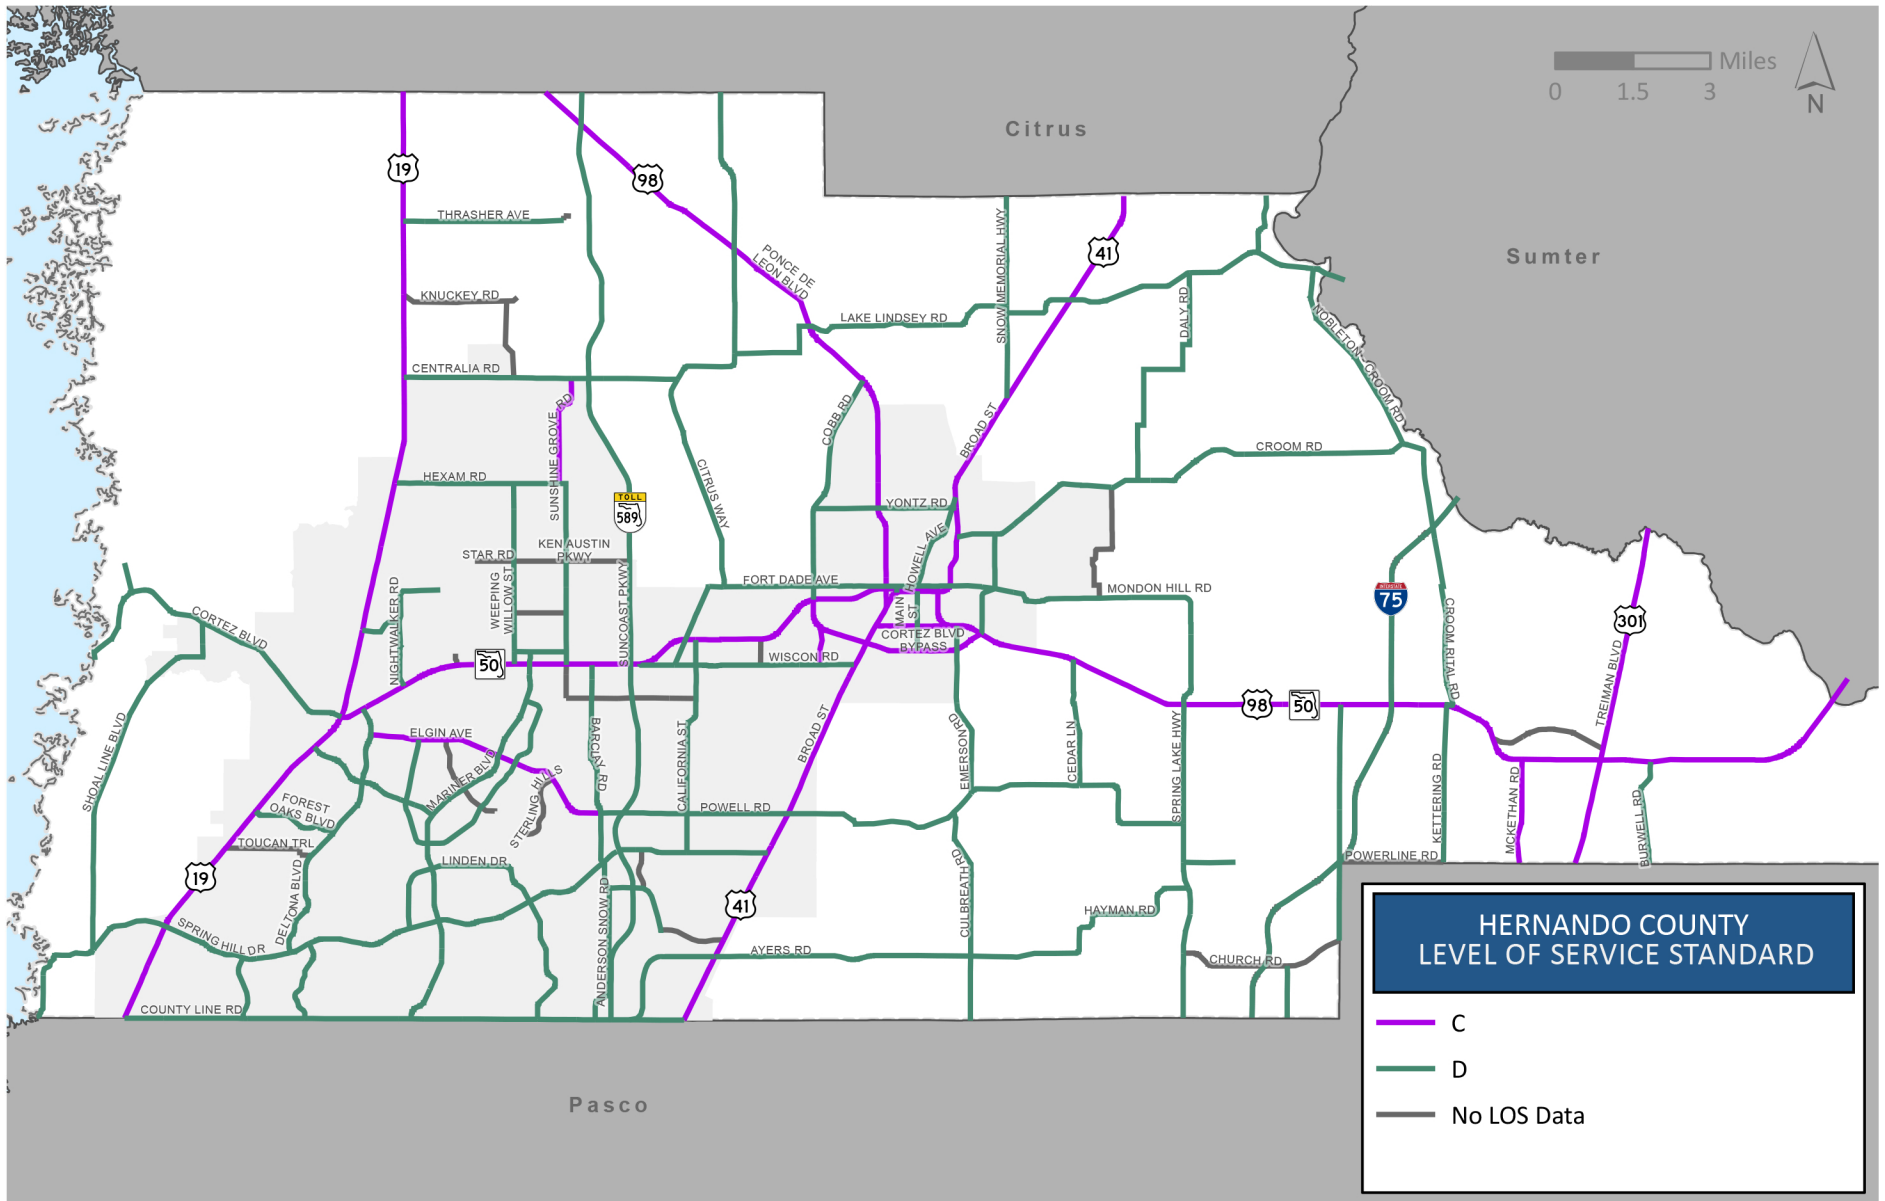 Citrus
Miles
0 1.5 3
N
Sumter
Pasco
19
98
41
THRASHER AVE
PONCE DE
LEON BLVD
SNOW MEMORIAL HWY
KNUCKEY RD
LAKE LINDSEY RD
DALY RD
NOBLETON - CROOM RD
CENTRALIA RD
SUNSHINE GROVE RD
COBB RD
BROAD ST
CROOM RD
HEXAM RD
CITRUS WAY
TOLL
589
YONTZ RD
HOWELL AVE
STAR RD
KEN AUSTIN
PKWY
NIGHTWALKER RD
WEEPING
WILLOW ST
SUNCOAST PKWY
FORT DADE AVE
MAIN
ST
MONDON HILL RD
INTERSTATE
75
CROOM RITAL RD
301
TREIMAN BLVD
CORTEZ BLVD
CORTEZ BLVD
BYPASS
50
WISCON RD
98
50
SHOAL LINE BLVD
ELGIN AVE
BARCLAY RD
CALIFORNIA ST
BROAD ST
EMERSON RD
CEDAR LN
SPRING LAKE HWY
KETTERING RD
MCKETHAN RD
BURWELL RD
MARINER BLVD
STERLING HILLS
POWELL RD
FOREST
OAKS BLVD
TOUCAN TRL
LINDEN DR
POWERLINE RD
19
DELTONA BLVD
ANDERSON SNOW RD
41
CULBREATH RD
HAYMAN RD
SPRING HILL DR
AYERS RD
CHURCH RD
COUNTY LINE RD
HERNANDO COUNTY
LEVEL OF SERVICE STANDARD
C
D
No LOS Data